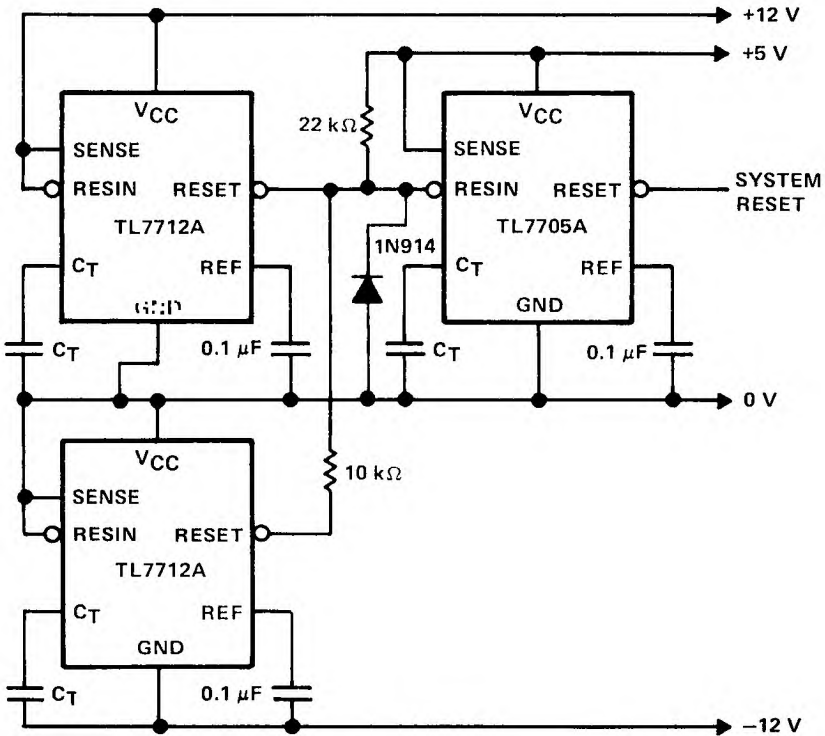 +12 V
+5 V
VCC
SENSE
RESIN RESET
TL7712A
CT REF
GND
CT 0.1 µF
22 kΩ
VCC
SENSE
RESIN RESET
TL7705A
CT REF
GND
CT 0.1 µF
1N914
SYSTEM
RESET
0 V
VCC
SENSE
RESIN RESET
TL7712A
CT REF
GND
CT 0.1 µF
10 kΩ
−12 V